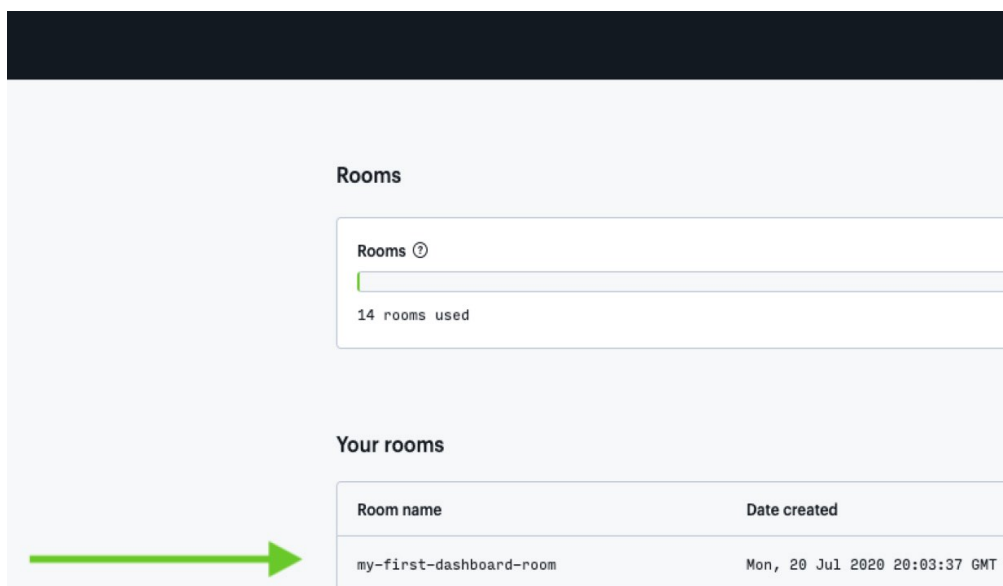 Rooms
Rooms ?
14 rooms used
Your rooms
Room name Date created
my-first-dashboard-room Mon, 20 Jul 2020 20:03:37 GMT